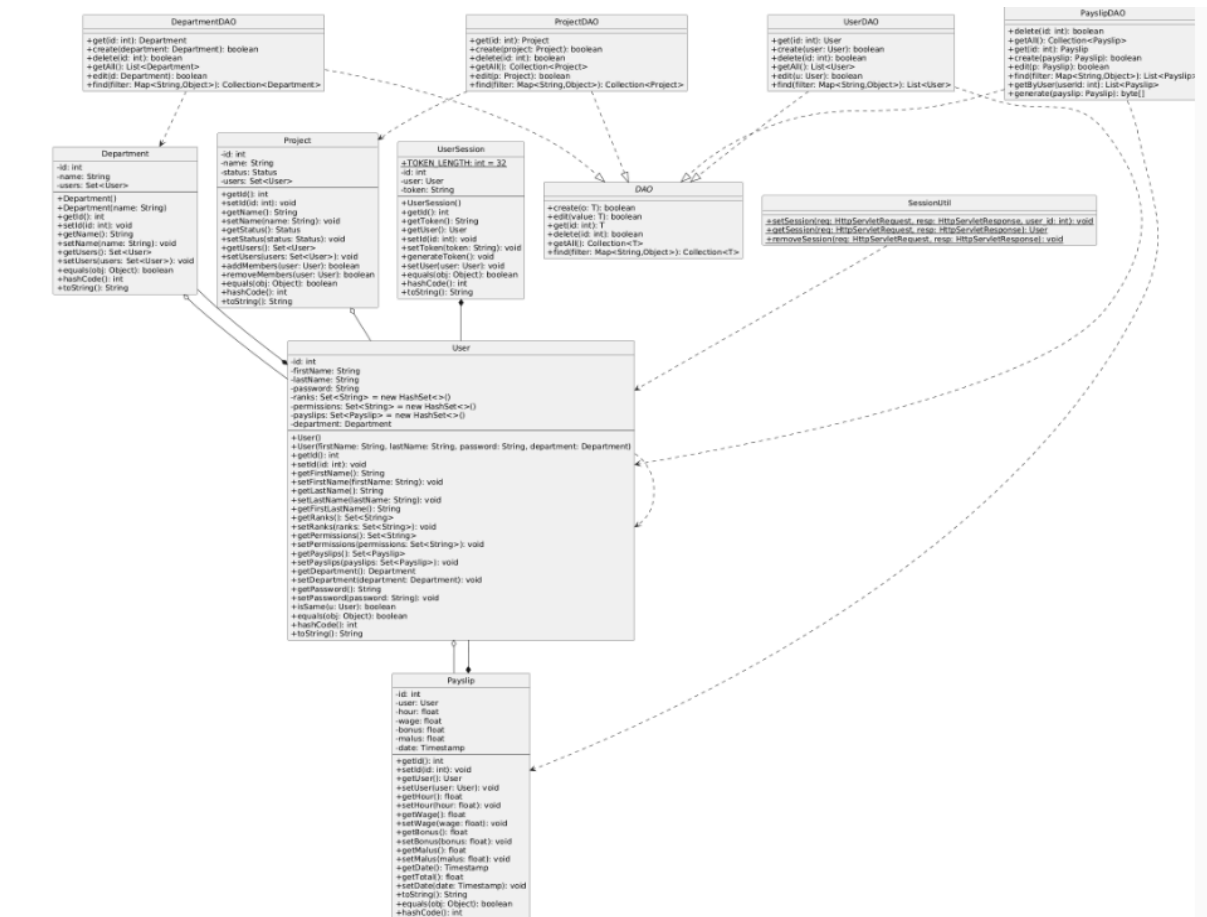 DepartmentDAO
+get(id: int): Department
+create(department: Department): boolean
+delete(id: int): boolean
+getAll(): List<Department>
+edit(d: Department): boolean
+find(filter: Map<String,Object>): Collection<Department>
ProjectDAO
+get(id: int): Project
+create(project: Project): boolean
+delete(id: int): boolean
+getAll(): Collection<Project>
+edit(p: Project): boolean
+find(filter: Map<String,Object>): Collection<Project>
UserDAO
+get(id: int): User
+create(user: User): boolean
+delete(id: int): boolean
+getAll(): List<User>
+edit(u: User): boolean
+find(filter: Map<String,Object>): List<User>
PayslipDAO
+delete(id: int): boolean
+getAll(): Collection<Payslip>
+get(id: int): Payslip
+create(payslip: Payslip): boolean
+edit(p: Payslip): boolean
+find(filter: Map<String,Object>): List<Payslip>
+getByUser(userId: int): List<Payslip>
+generate(payslip: Payslip): byte[]
Department
-id: int
-name: String
-users: Set<User>
+Department()
+Department(name: String)
+getId(): int
+setId(id: int): void
+getName(): String
+setName(name: String): void
+getUsers(): Set<User>
+setUsers(users: Set<User>): void
+equals(obj: Object): boolean
+hashCode(): int
+toString(): String
Project
-id: int
-name: String
-status: Status
-users: Set<User>
+getId(): int
+setId(id: int): void
+getName(): String
+setName(name: String): void
+getStatus(): Status
+setStatus(status: Status): void
+getUsers(): Set<User>
+setUsers(users: Set<User>): void
+addMembers(user: User): boolean
+removeMembers(user: User): boolean
+equals(obj: Object): boolean
+hashCode(): int
+toString(): String
UserSession
+TOKEN_LENGTH: int = 32
-id: int
-user: User
-token: String
+UserSession()
+getId(): int
+getToken(): String
+getUser(): User
+setId(id: int): void
+setToken(token: String): void
+generateToken(): void
+setUser(user: User): void
+equals(obj: Object): boolean
+hashCode(): int
+toString(): String
DAO
+create(o: T): boolean
+edit(value: T): boolean
+get(id: int): T
+delete(id: int): boolean
+getAll(): Collection<T>
+find(filter: Map<String,Object>): Collection<T>
SessionUtil
+setSession(req: HttpServletRequest, resp: HttpServletResponse, user_id: int): void
+getSession(req: HttpServletRequest, resp: HttpServletResponse): User
+removeSession(req: HttpServletRequest, resp: HttpServletResponse): void
User
-id: int
-firstName: String
-lastName: String
-password: String
-ranks: Set<String> = new HashSet<>()
-permissions: Set<String> = new HashSet<>()
-payslips: Set<Payslip> = new HashSet<>()
-department: Department
+User()
+User(firstName: String, lastName: String, password: String, department: Department)
+getId(): int
+setId(id: int): void
+getFirstName(): String
+setFirstName(firstName: String): void
+getLastName(): String
+setLastName(lastName: String): void
+getFirstLastName(): String
+getRanks(): Set<String>
+setRanks(ranks: Set<String>): void
+getPermissions(): Set<String>
+setPermissions(permissions: Set<String>): void
+getPayslips(): Set<Payslip>
+setPayslips(payslips: Set<Payslip>): void
+getDepartment(): Department
+setDepartment(department: Department): void
+getPassword(): String
+setPassword(password: String): void
+isSame(u: User): boolean
+equals(obj: Object): boolean
+hashCode(): int
+toString(): String
Payslip
-id: int
-user: User
-hour: float
-wage: float
-bonus: float
-malus: float
-date: Timestamp
+getId(): int
+setId(id: int): void
+getUser(): User
+setUser(user: User): void
+getHour(): float
+setHour(hour: float): void
+getWage(): float
+setWage(wage: float): void
+getBonus(): float
+setBonus(bonus: float): void
+getMalus(): float
+setMalus(malus: float): void
+getDate(): Timestamp
+getTotal(): float
+setDate(date: Timestamp): void
+toString(): String
+equals(obj: Object): boolean
+hashCode(): int